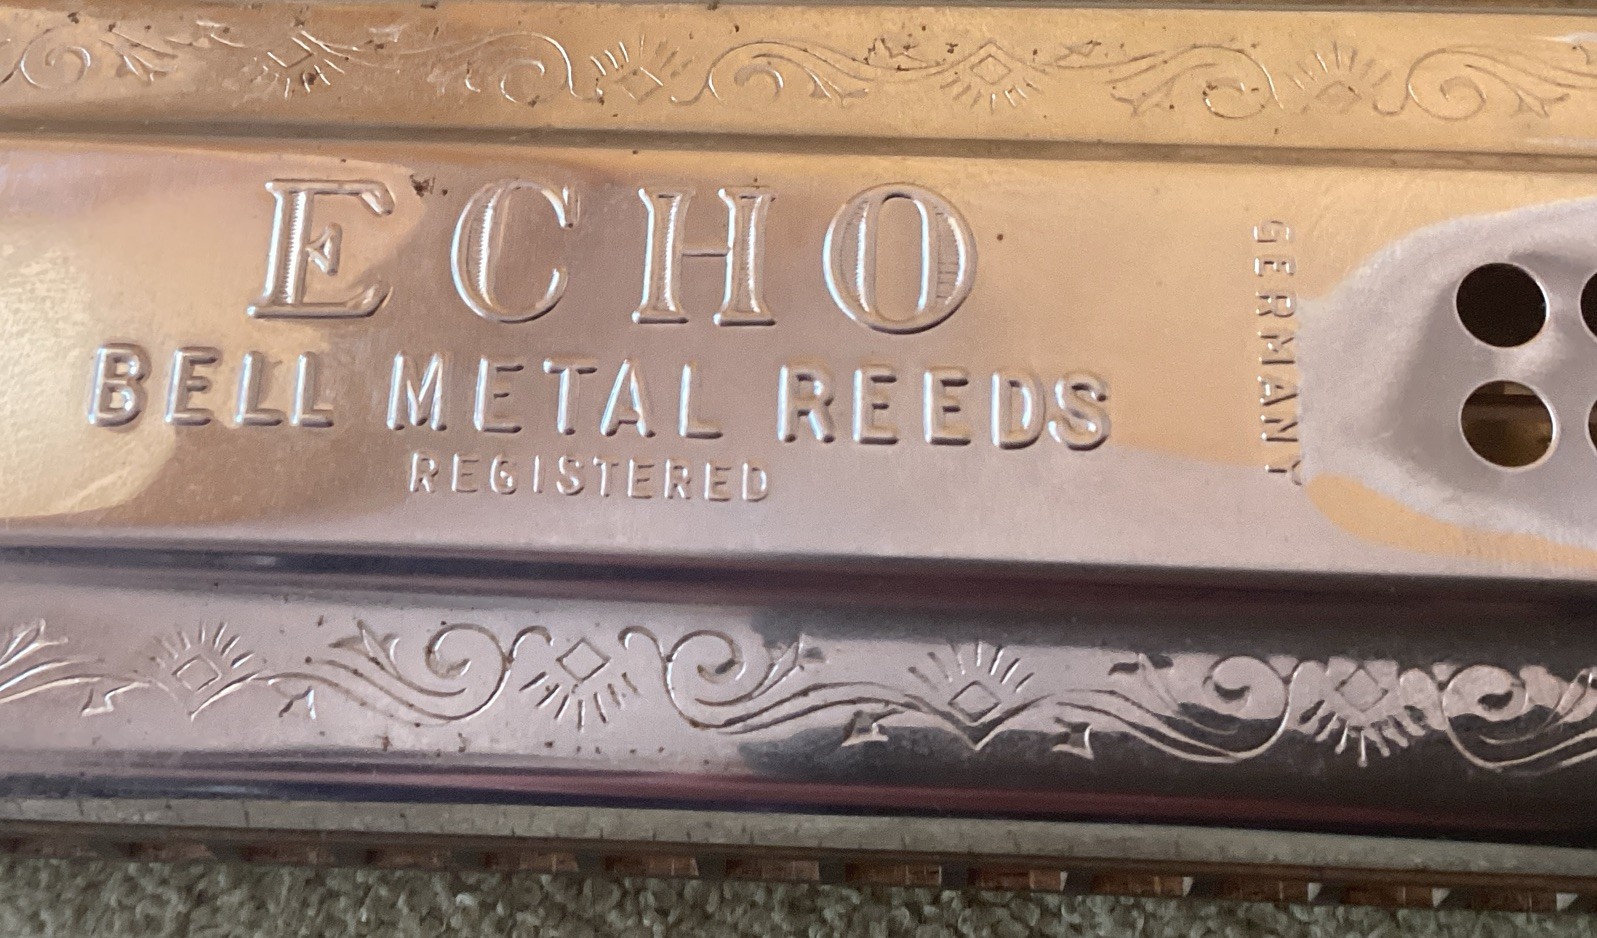 ECHO
BELL METAL REEDS
REGISTERED
GERMANY